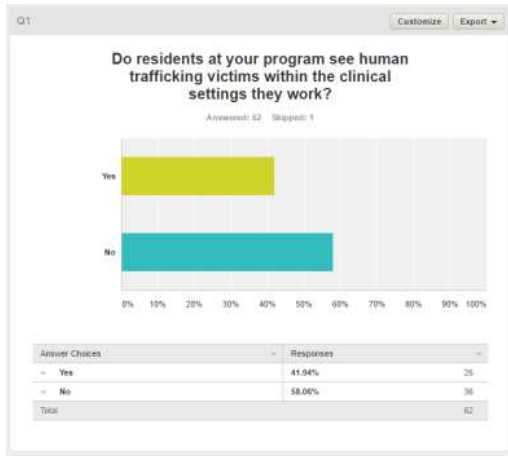 Q1
Customize Export
Do residents at your program see human
trafficking victims within the clinical
settings they work?
Answered: 62 Skipped: 1
Yes
No
0% 10% 20% 30% 40% 50% 60% 70% 80% 90% 100%
Answer Choices Responses
Yes 41.94% 26
No 58.06% 36
Total 62